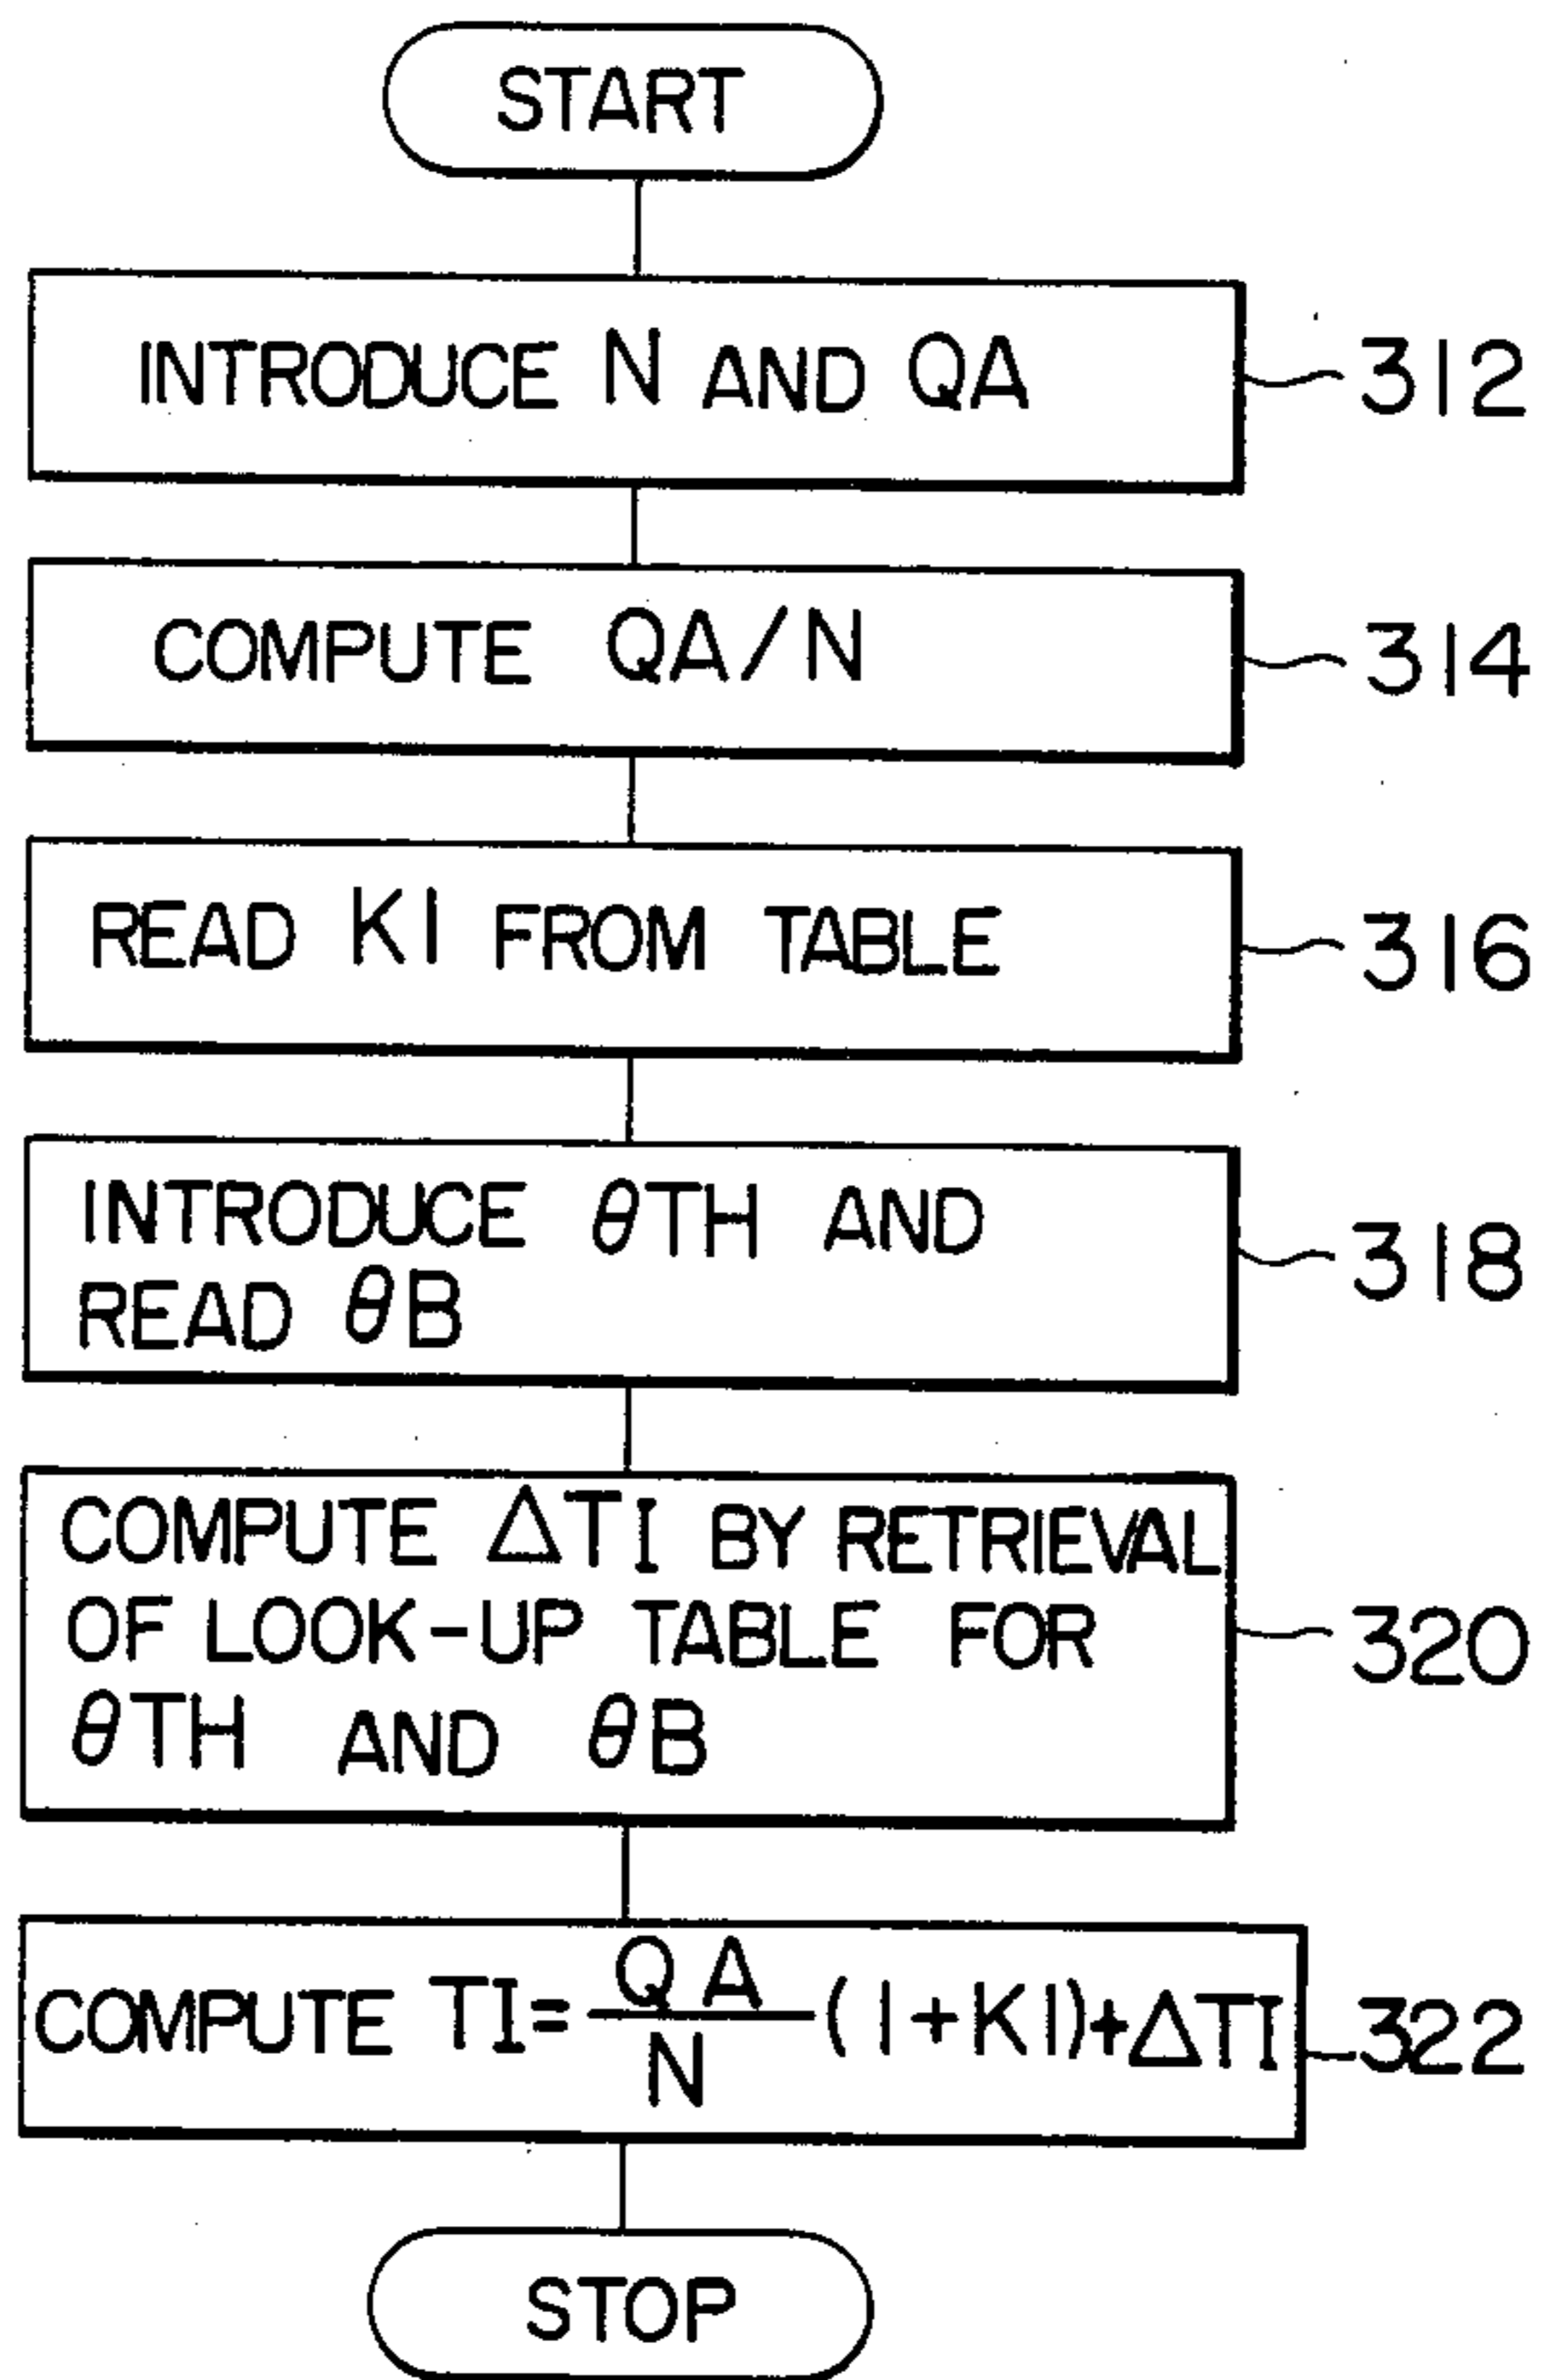 START
INTRODUCE N AND QA
312
COMPUTE QA/N
314
READ K1 FROM TABLE
316
INTRODUCE θTH AND
READ θB
318
COMPUTE ΔTI BY RETRIEVAL
OF LOOK-UP TABLE FOR
θTH AND θB
320
COMPUTE TI= QA/N (1+K1)+ΔTI
322
STOP